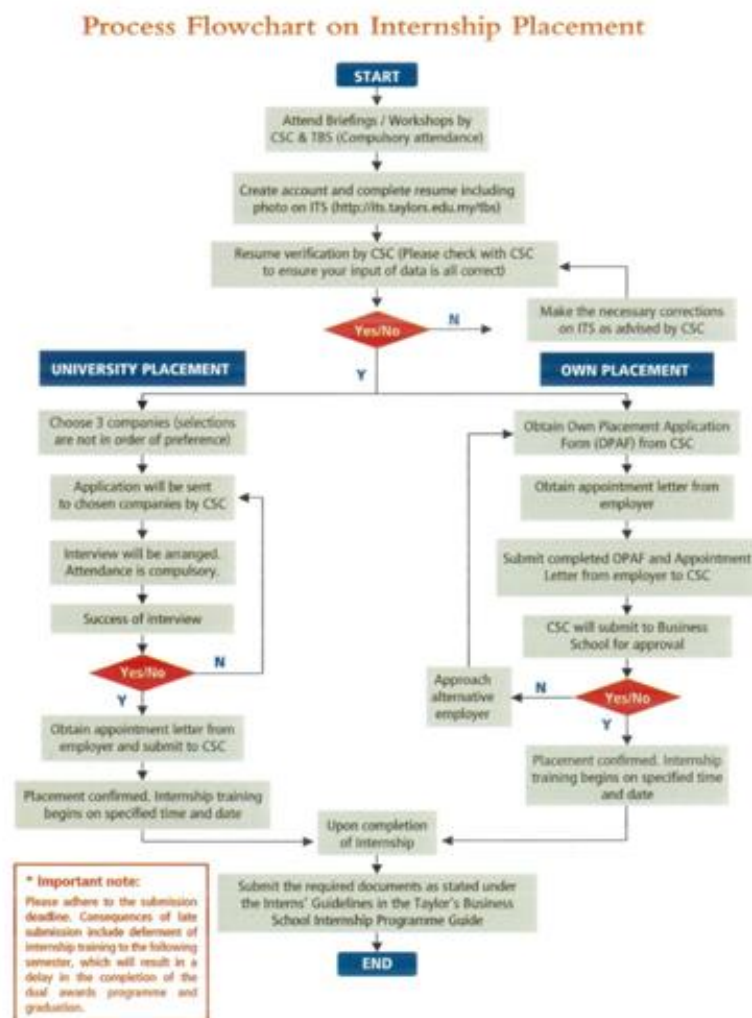 Process Flowchart on Internship Placement
START
Attend Briefings / Workshops by
CSC & TBS (Compulsory attendance)
Create account and complete resume including
photo on ITS (http://its.taylors.edu.my/tbs)
Resume verification by CSC (Please check with CSC
to ensure your input of data is all correct)
Yes/No
N
Make the necessary corrections
on ITS as advised by CSC
Y
UNIVERSITY PLACEMENT
Choose 3 companies (selections
are not in order of preference)
Application will be sent
to chosen companies by CSC
Interview will be arranged.
Attendance is compulsory.
Success of interview
Yes/No
N
Y
Obtain appointment letter from
employer and submit to CSC
Placement confirmed. Internship training
begins on specified time and date
OWN PLACEMENT
Obtain Own Placement Application
Form (OPAF) from CSC
Obtain appointment letter from
employer
Submit completed OPAF and Appointment
Letter from employer to CSC
CSC will submit to Business
School for approval
Yes/No
N
Approach
alternative
employer
Y
Placement confirmed. Internship
training begins on specified time
and date
Upon completion
of Internship
Submit the required documents as stated under
the Interns' Guidelines in the Taylor's Business
School Internship Programme Guide
END
* Important note:
Please adhere to the submission
deadline. Consequences of late
submission include deferment of
internship training to the following
semester, which will result in a
delay in the completion of the
dual awards programme and
graduation.